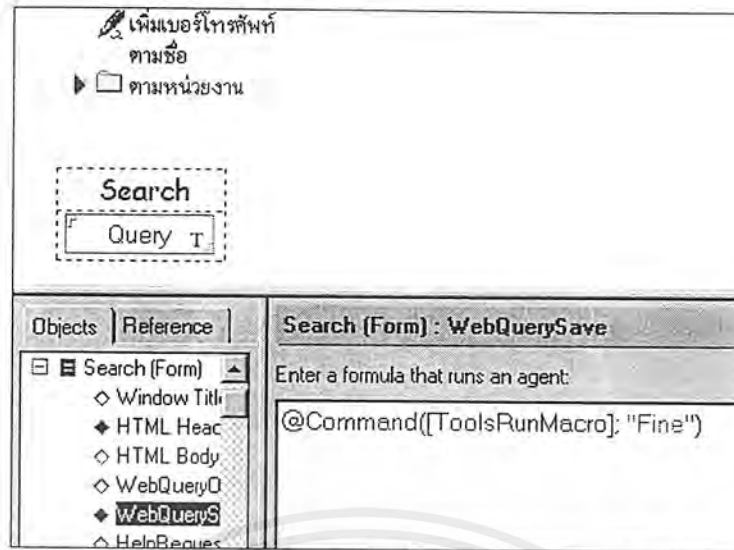 เพิ่มเบอร์โทรศัพท์
ตามชื่อ
ตามหน่วยงาน
Search
Query T
Objects Reference
Search (Form) : WebQuerySave
Search (Form)
Enter a formula that runs an agent:
Window Titl
@Command([ToolsRunMacro]; "Fine")
HTML Heac
HTML Body
WebQueryO
WebQueryS
HelpReques